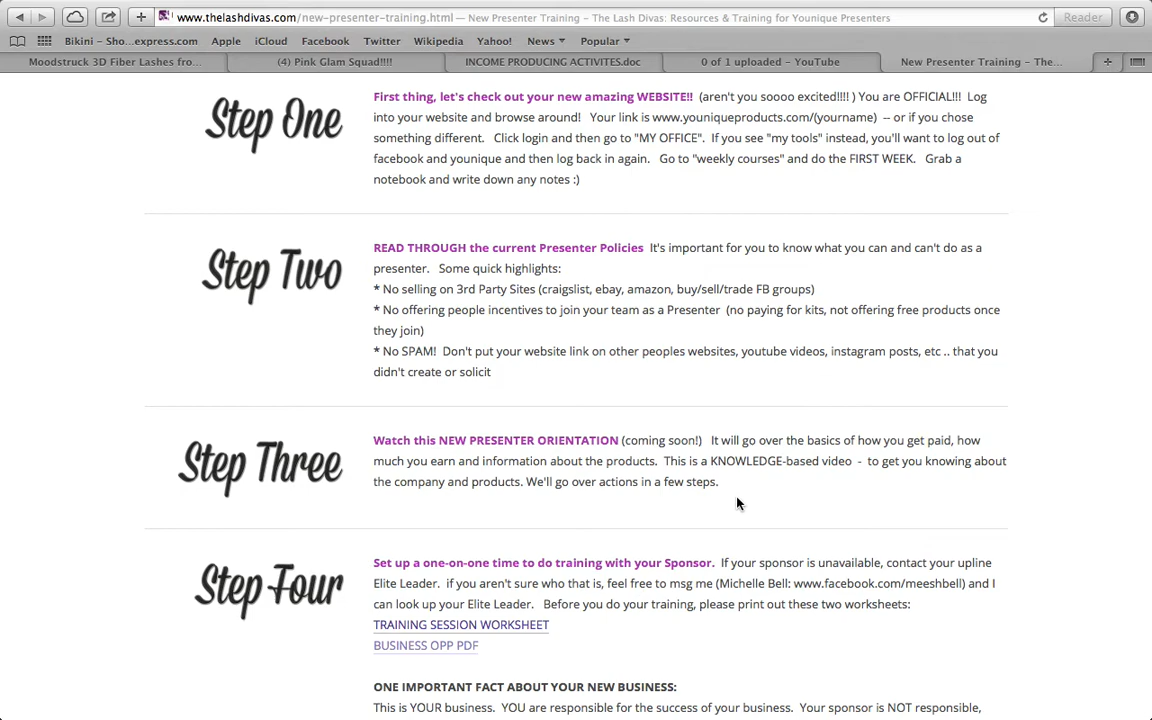 www.thelashdivas.com/new-presenter-training.html — New Presenter Training – The Lash Divas: Resources & Training for Younique Presenters
Reader
Bikini – Sho...express.com Apple iCloud Facebook Twitter Wikipedia Yahoo! News Popular
Moodstruck 3D Fiber Lashes fro... (4) Pink Glam Squad!!!! INCOME PRODUCING ACTIVITES.doc 0 of 1 uploaded – YouTube New Presenter Training – The...
Step One
First thing, let's check out your new amazing WEBSITE!! (aren't you soooo excited!!!! ) You are OFFICIAL!!! Log
into your website and browse around! Your link is www.youniqueproducts.com/(yourname) -- or if you chose
something different. Click login and then go to "MY OFFICE". If you see "my tools" instead, you'll want to log out of
facebook and younique and then log back in again. Go to "weekly courses" and do the FIRST WEEK. Grab a
notebook and write down any notes :)
Step Two
READ THROUGH the current Presenter Policies It's important for you to know what you can and can't do as a
presenter. Some quick highlights:
* No selling on 3rd Party Sites (craigslist, ebay, amazon, buy/sell/trade FB groups)
* No offering people incentives to join your team as a Presenter (no paying for kits, not offering free products once
they join)
* No SPAM! Don't put your website link on other peoples websites, youtube videos, instagram posts, etc .. that you
didn't create or solicit
Step Three
Watch this NEW PRESENTER ORIENTATION (coming soon!) It will go over the basics of how you get paid, how
much you earn and information about the products. This is a KNOWLEDGE-based video - to get you knowing about
the company and products. We'll go over actions in a few steps.
Step Four
Set up a one-on-one time to do training with your Sponsor. If your sponsor is unavailable, contact your upline
Elite Leader. if you aren't sure who that is, feel free to msg me (Michelle Bell: www.facebook.com/meeshbell) and I
can look up your Elite Leader. Before you do your training, please print out these two worksheets:
TRAINING SESSION WORKSHEET
BUSINESS OPP PDF
ONE IMPORTANT FACT ABOUT YOUR NEW BUSINESS:
This is YOUR business. YOU are responsible for the success of your business. Your sponsor is NOT responsible,